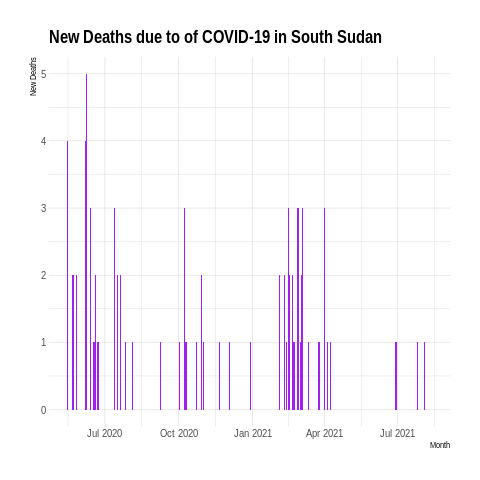 New Deaths due to of COVID-19 in South Sudan
New Deaths
5
4
3
2
1
0
Jul 2020 Oct 2020 Jan 2021 Apr 2021 Jul 2021
Month